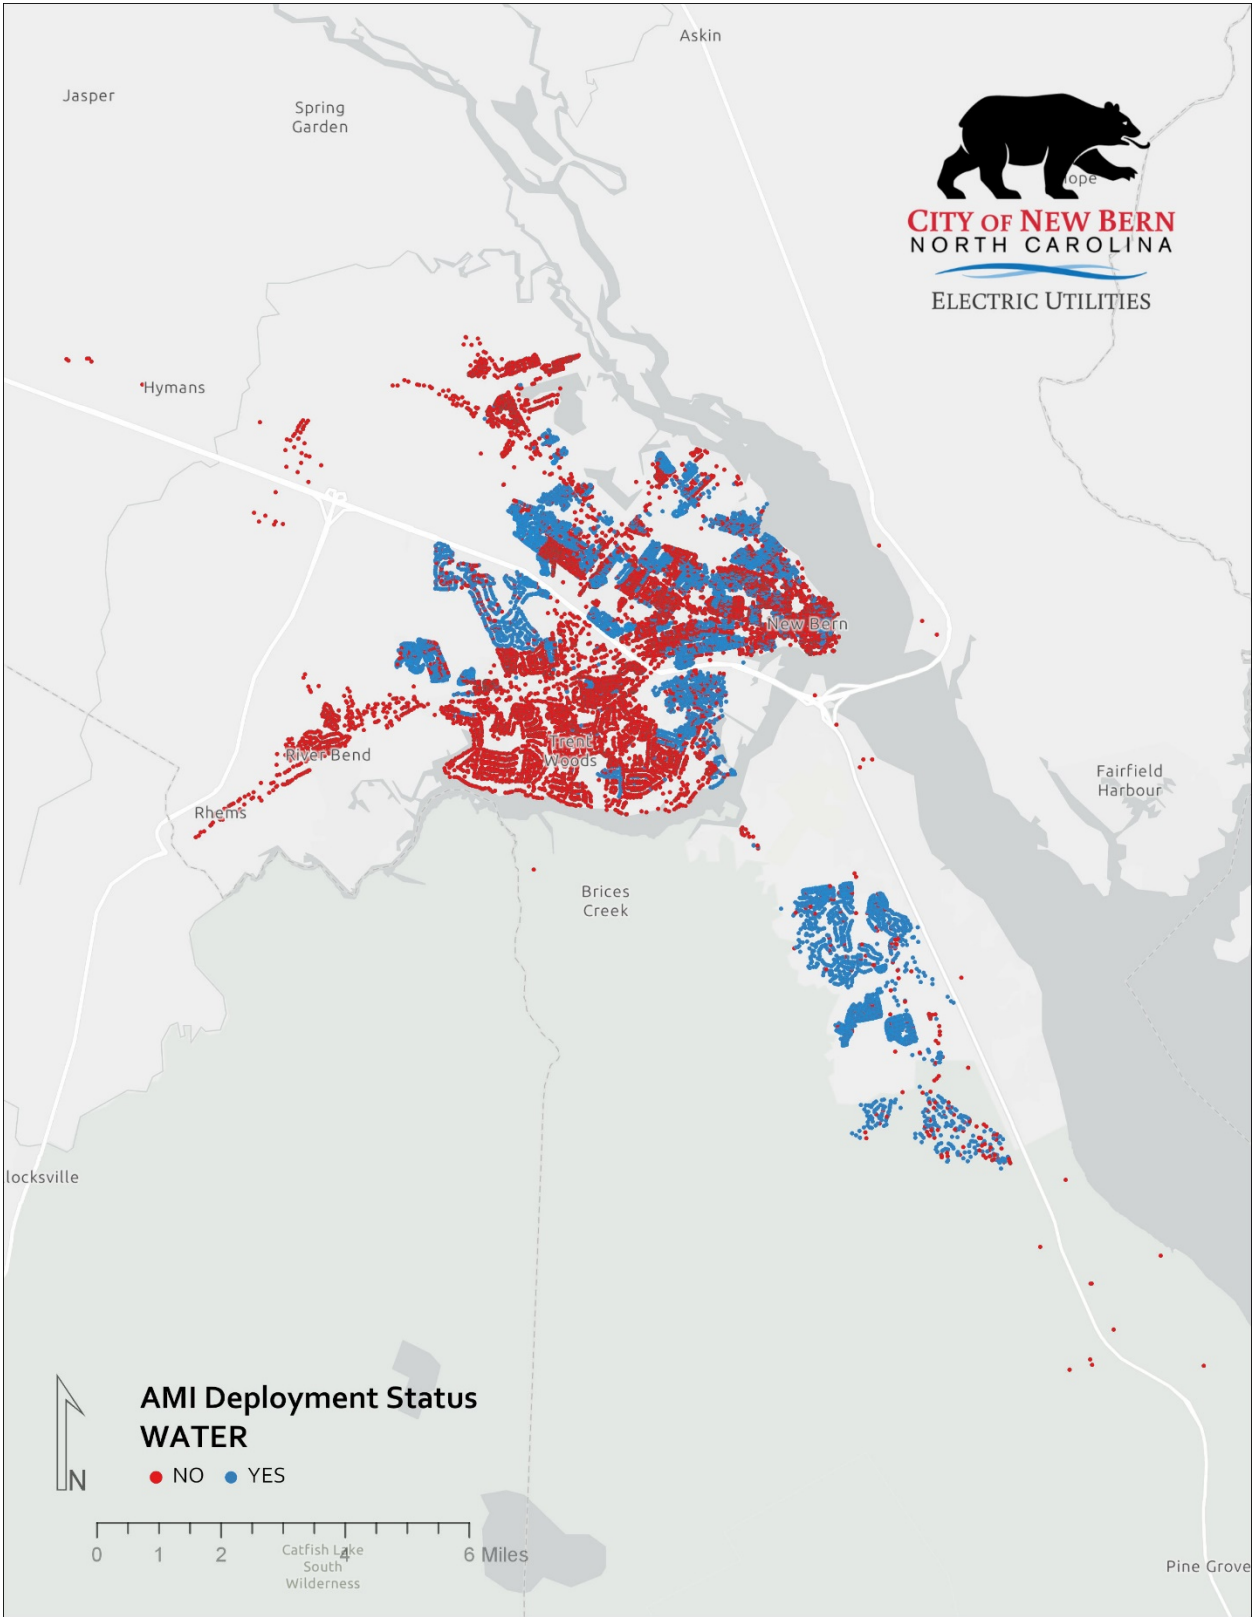 Askin
Jasper
Spring
Garden
CITY OF NEW BERN
NORTH CAROLINA
ELECTRIC UTILITIES
Hymans
New Bern
Trent
Woods
River Bend
Rhems
Fairfield
Harbour
Brices
Creek
locksville
AMI Deployment Status
WATER
NO YES
N
0 1 2 4 6 Miles
Catfish Lake
South
Wilderness
Pine Grove